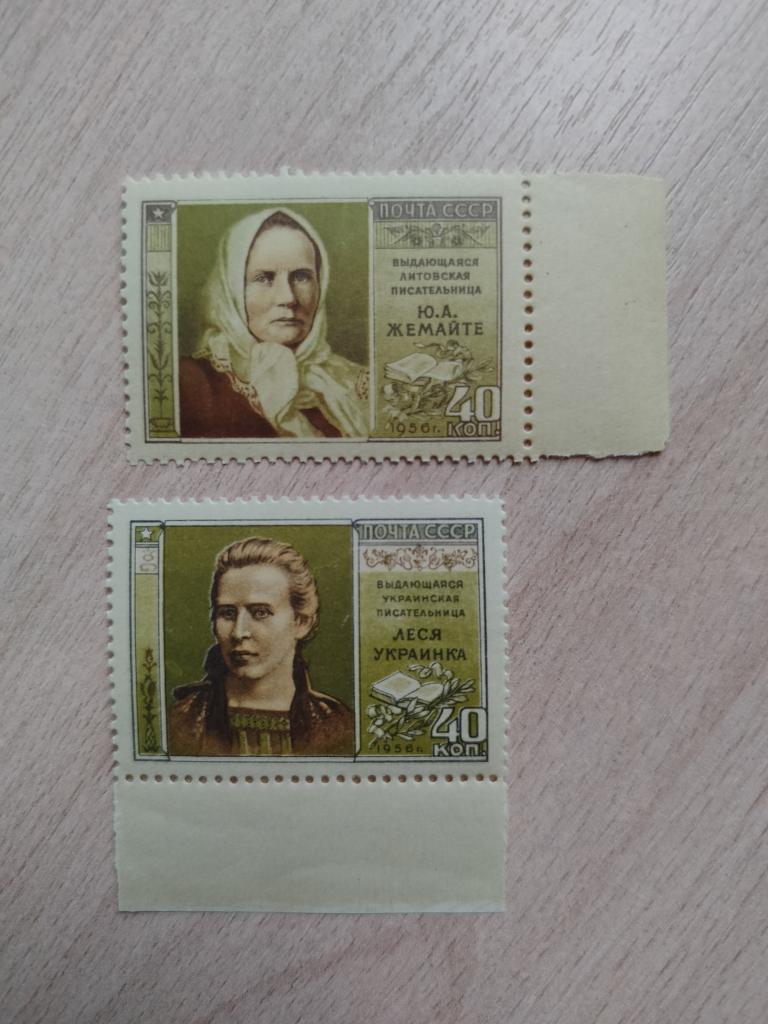 ПОЧТА СССР
ВЫДАЮЩАЯСЯ
ЛИТОВСКАЯ
ПИСАТЕЛЬНИЦА
Ю.А.
ЖЕМАЙТЕ
40
1956г.
КОП.
ПОЧТА СССР
ВЫДАЮЩАЯСЯ
УКРАИНСКАЯ
ПИСАТЕЛЬНИЦА
ЛЕСЯ
УКРАИНКА
40
1956г.
КОП.